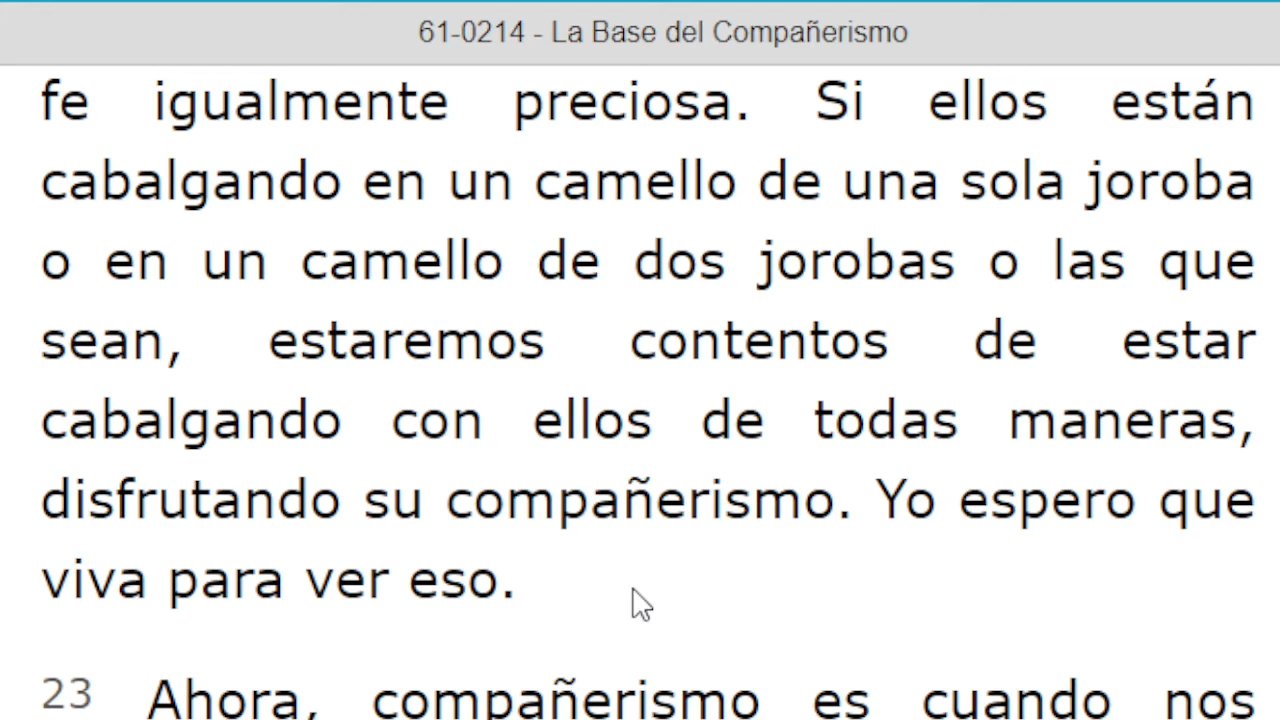 61-0214 - La Base del Compañerismo
fe igualmente preciosa. Si ellos están
cabalgando en un camello de una sola joroba
o en un camello de dos jorobas o las que
sean, estaremos contentos de estar
cabalgando con ellos de todas maneras,
disfrutando su compañerismo. Yo espero que
viva para ver eso.
23 Ahora, compañerismo es cuando nos